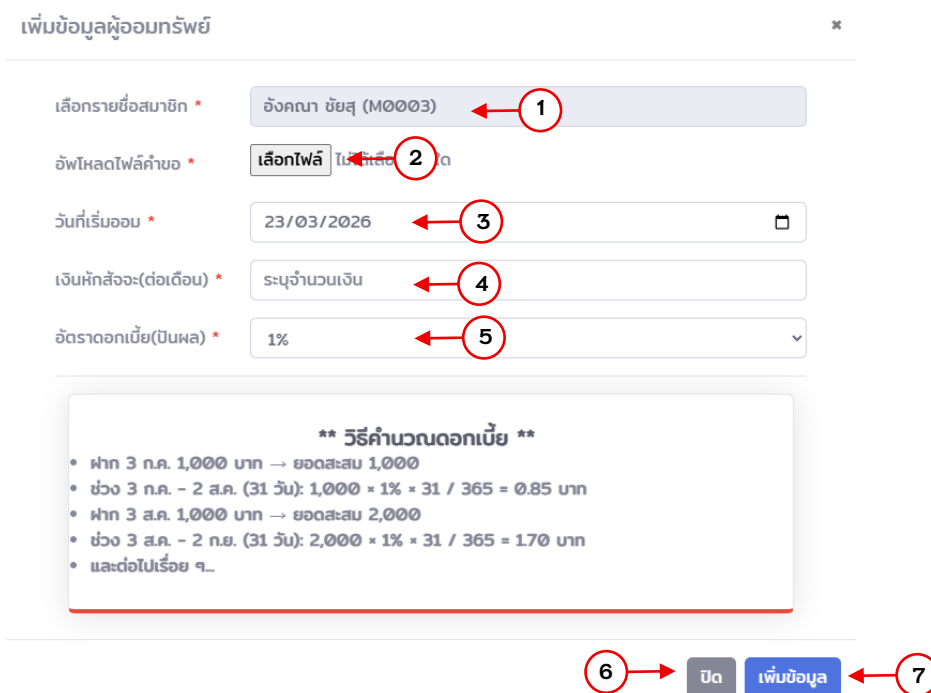 เพิ่มข้อมูลผู้ออมทรัพย์ ×
เลือกรายชื่อสมาชิก * อังคณา ชัยสุ (M0003) 1
อัพโหลดไฟล์คำขอ * เลือกไฟล์ 2
วันที่เริ่มออม * 23/03/2026 3
เงินหักสัจจะ(ต่อเดือน) * ระบุจำนวนเงิน 4
อัตราดอกเบี้ย(ปันผล) * 1% 5
** วิธีคำนวณดอกเบี้ย **
• ฝาก 3 ก.ค. 1,000 บาท → ยอดสะสม 1,000
• ช่วง 3 ก.ค. – 2 ส.ค. (31 วัน): 1,000 × 1% × 31 / 365 = 0.85 บาท
• ฝาก 3 ส.ค. 1,000 บาท → ยอดสะสม 2,000
• ช่วง 3 ส.ค. – 2 ก.ย. (31 วัน): 2,000 × 1% × 31 / 365 = 1.70 บาท
• และต่อไปเรื่อย ๆ...
6 ปิด เพิ่มข้อมูล 7